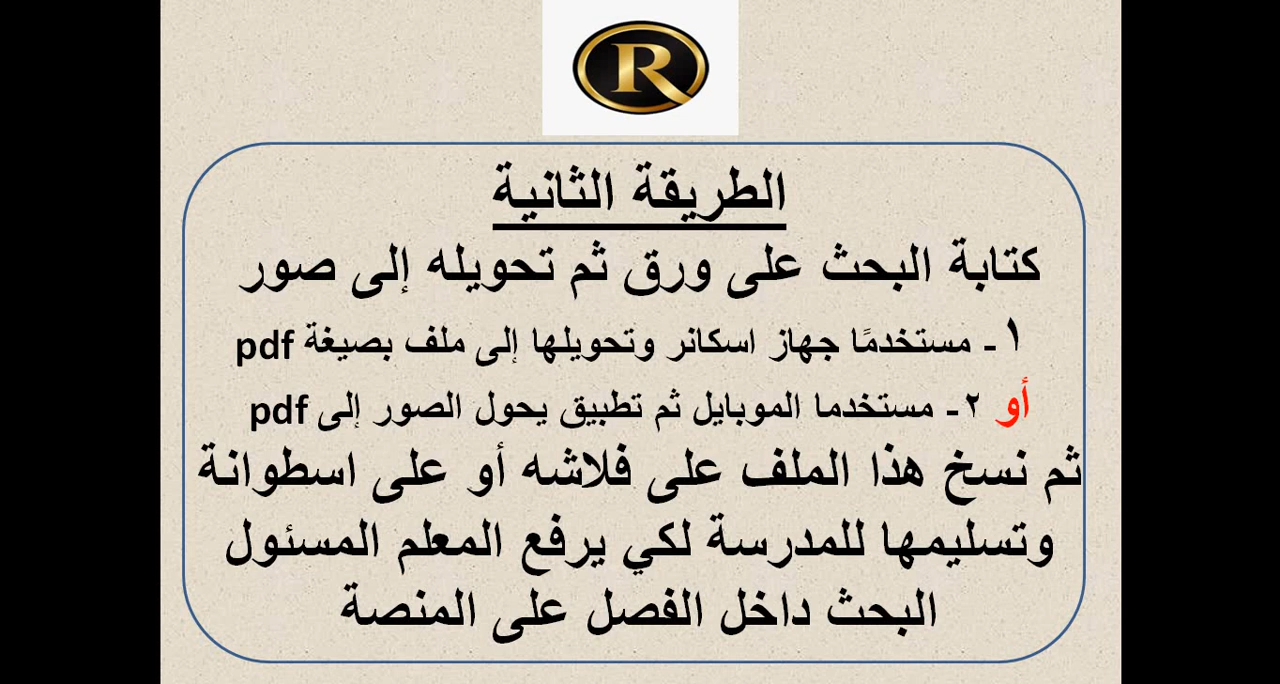 R
الطريقة الثانية
كتابة البحث على ورق ثم تحويله إلى صور
١ - مستخدمًا جهاز اسكانر وتحويلها إلى ملف بصيغة pdf
أو ٢- مستخدما الموبايل ثم تطبيق يحول الصور إلى pdf
ثم نسخ هذا الملف على فلاشه أو على اسطوانة
وتسليمها للمدرسة لكي يرفع المعلم المسئول
البحث داخل الفصل على المنصة